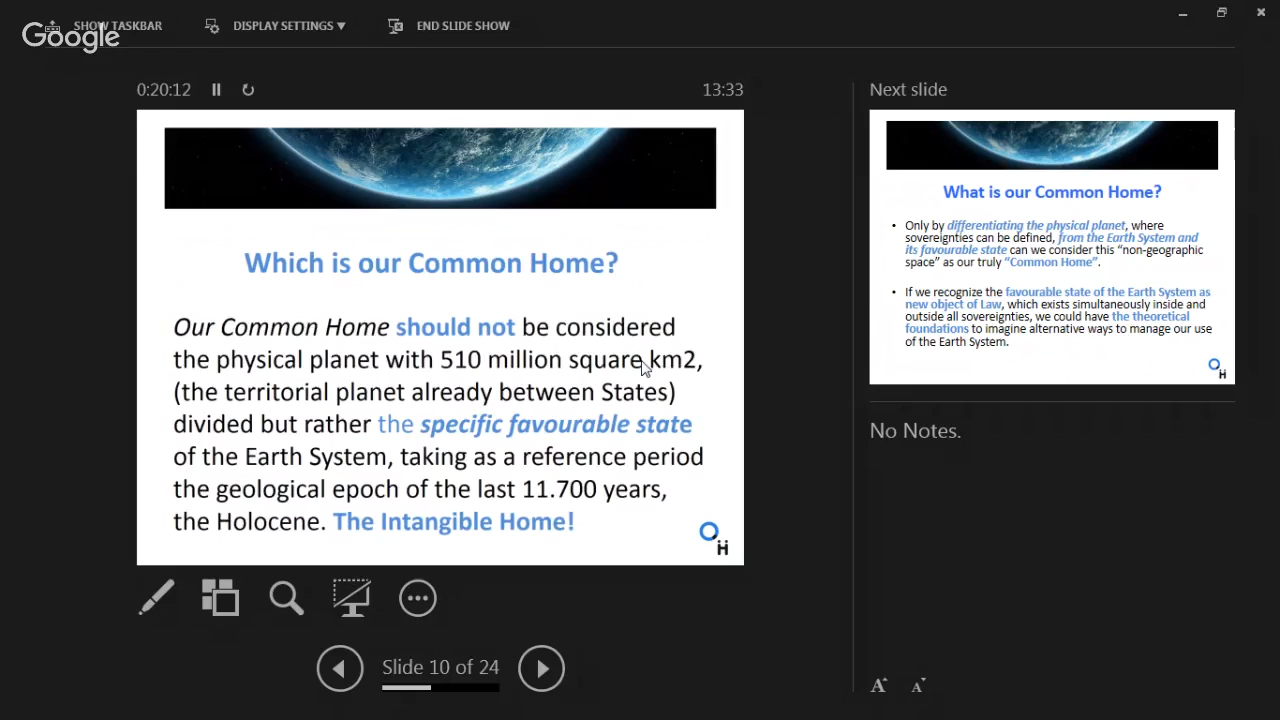 SHOW TASKBAR
DISPLAY SETTINGS ▼
END SLIDE SHOW
Google
0:20:12
13:33
Which is our Common Home?
Our Common Home should not be considered
the physical planet with 510 million square km2,
(the territorial planet already between States)
divided but rather the specific favourable state
of the Earth System, taking as a reference period
the geological epoch of the last 11.700 years,
the Holocene. The Intangible Home!
OH
Slide 10 of 24
Next slide
What is our Common Home?
• Only by differentiating the physical planet, where
sovereignties can be defined, from the Earth System and
its favourable state can we consider this “non-geographic
space” as our truly “Common Home”.
• If we recognize the favourable state of the Earth System as
new object of Law, which exists simultaneously inside and
outside all sovereignties, we could have the theoretical
foundations to imagine alternative ways to manage our use
of the Earth System.
OH
No Notes.
A A